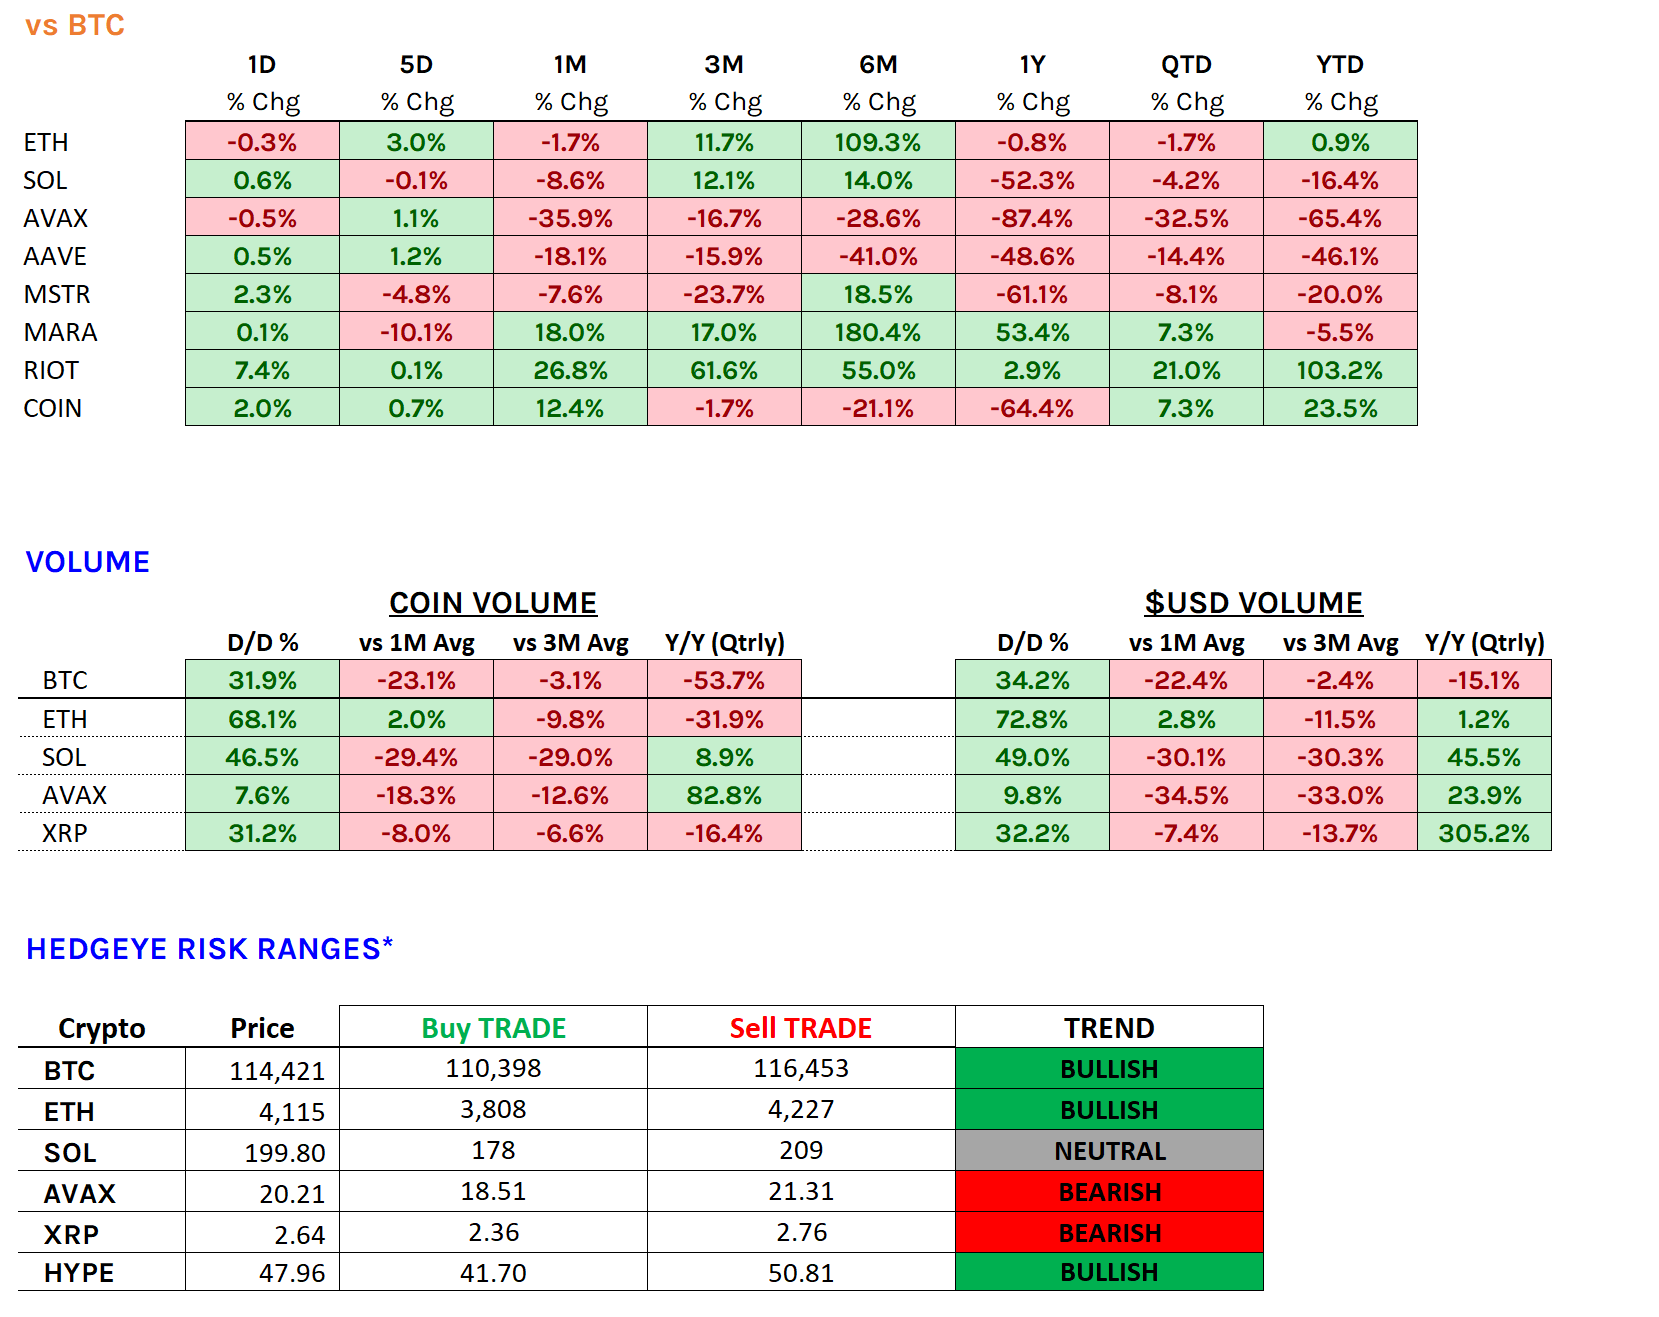 vs BTC
1D 5D 1M 3M 6M 1Y QTD YTD
% Chg % Chg % Chg % Chg % Chg % Chg % Chg % Chg
ETH -0.3% 3.0% -1.7% 11.7% 109.3% -0.8% -1.7% 0.9%
SOL 0.6% -0.1% -8.6% 12.1% 14.0% -52.3% -4.2% -16.4%
AVAX -0.5% 1.1% -35.9% -16.7% -28.6% -87.4% -32.5% -65.4%
AAVE 0.5% 1.2% -18.1% -15.9% -41.0% -48.6% -14.4% -46.1%
MSTR 2.3% -4.8% -7.6% -23.7% 18.5% -61.1% -8.1% -20.0%
MARA 0.1% -10.1% 18.0% 17.0% 180.4% 53.4% 7.3% -5.5%
RIOT 7.4% 0.1% 26.8% 61.6% 55.0% 2.9% 21.0% 103.2%
COIN 2.0% 0.7% 12.4% -1.7% -21.1% -64.4% 7.3% 23.5%
VOLUME
COIN VOLUME $USD VOLUME
D/D % vs 1M Avg vs 3M Avg Y/Y (Qtrly) D/D % vs 1M Avg vs 3M Avg Y/Y (Qtrly)
BTC 31.9% -23.1% -3.1% -53.7% 34.2% -22.4% -2.4% -15.1%
ETH 68.1% 2.0% -9.8% -31.9% 72.8% 2.8% -11.5% 1.2%
SOL 46.5% -29.4% -29.0% 8.9% 49.0% -30.1% -30.3% 45.5%
AVAX 7.6% -18.3% -12.6% 82.8% 9.8% -34.5% -33.0% 23.9%
XRP 31.2% -8.0% -6.6% -16.4% 32.2% -7.4% -13.7% 305.2%
HEDGEYE RISK RANGES*
Crypto Price Buy TRADE Sell TRADE TREND
BTC 114,421 110,398 116,453 BULLISH
ETH 4,115 3,808 4,227 BULLISH
SOL 199.80 178 209 NEUTRAL
AVAX 20.21 18.51 21.31 BEARISH
XRP 2.64 2.36 2.76 BEARISH
HYPE 47.96 41.70 50.81 BULLISH